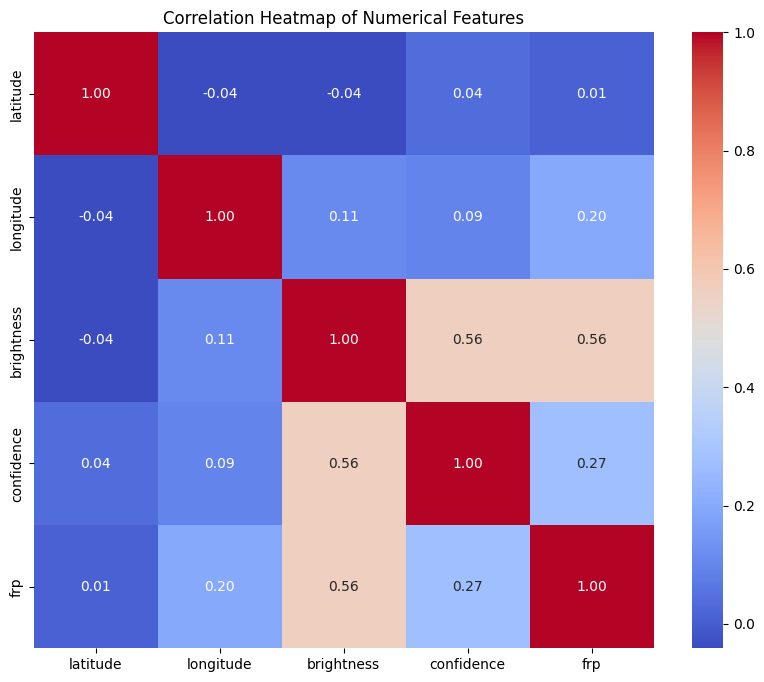 Correlation Heatmap of Numerical Features
latitude 1.00 -0.04 -0.04 0.04 0.01
longitude -0.04 1.00 0.11 0.09 0.20
brightness -0.04 0.11 1.00 0.56 0.56
confidence 0.04 0.09 0.56 1.00 0.27
frp 0.01 0.20 0.56 0.27 1.00
latitude longitude brightness confidence frp
1.0
0.8
0.6
0.4
0.2
0.0